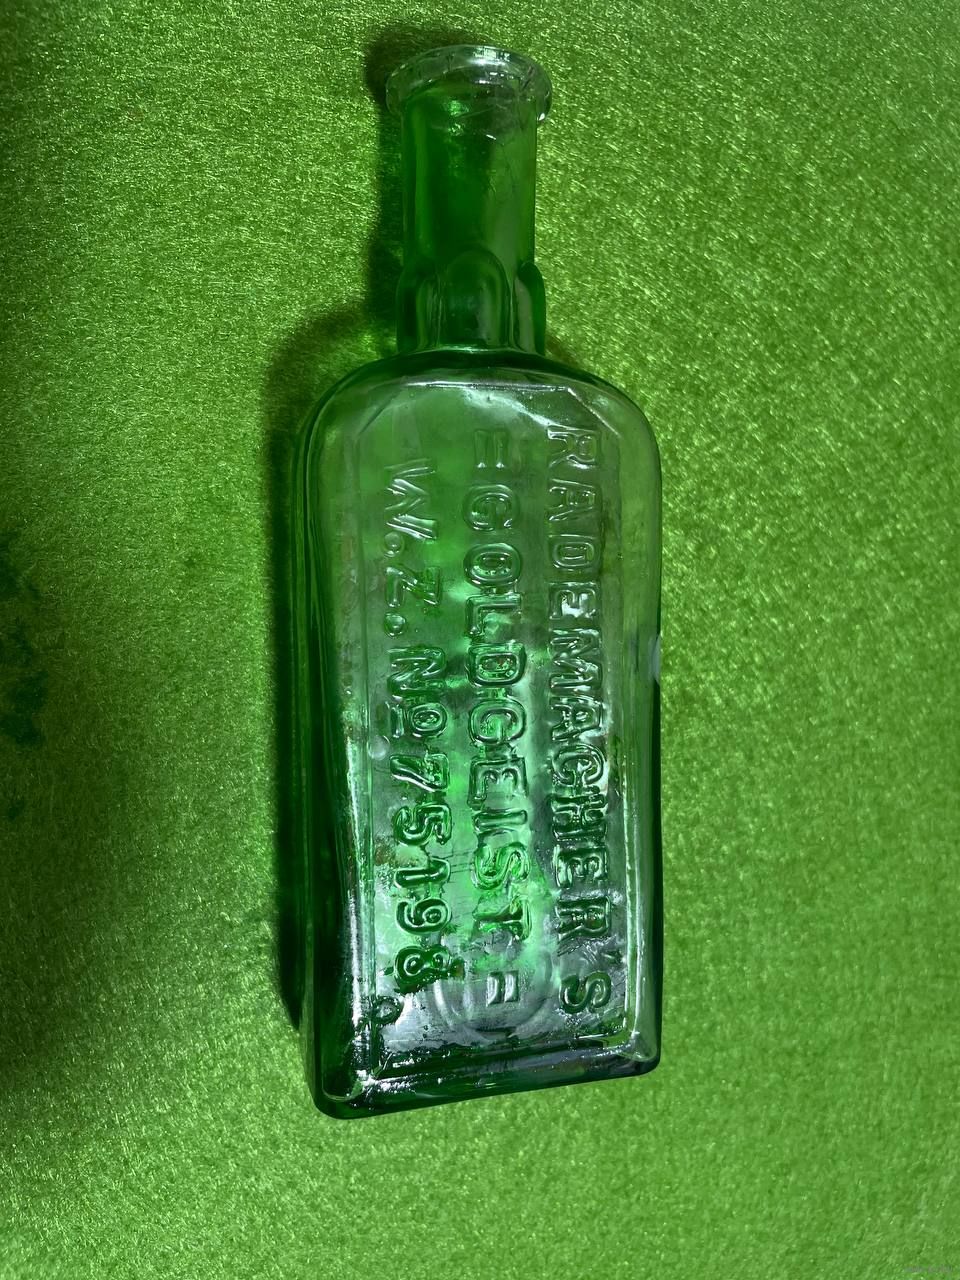 RADEMACHER'S
=GOLDGEIST=
W.Z. No 75198